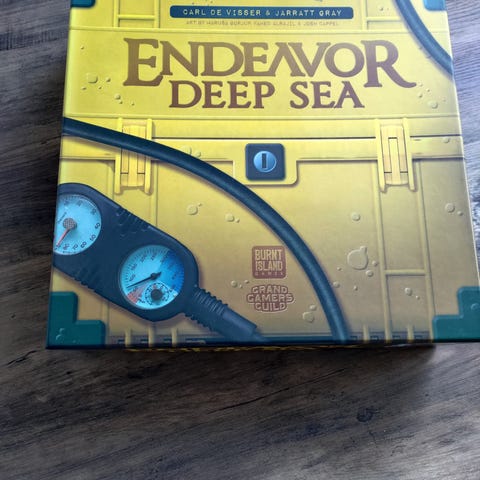 CARL DE VISSER & JARRATT GRAY
ENDEAVOR
DEEP SEA
BURNT
ISLAND
GAMES
GRAND
GAMERS
GUILD